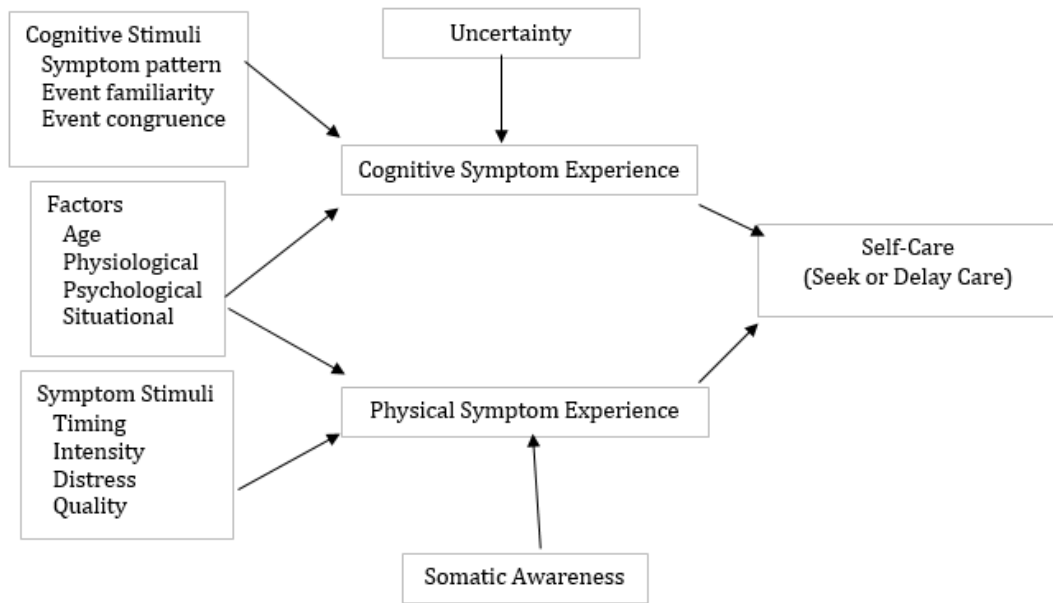 Cognitive Stimuli
Symptom pattern
Event familiarity
Event congruence
Uncertainty
Cognitive Symptom Experience
Factors
Age
Physiological
Psychological
Situational
Self-Care
(Seek or Delay Care)
Symptom Stimuli
Timing
Intensity
Distress
Quality
Physical Symptom Experience
Somatic Awareness